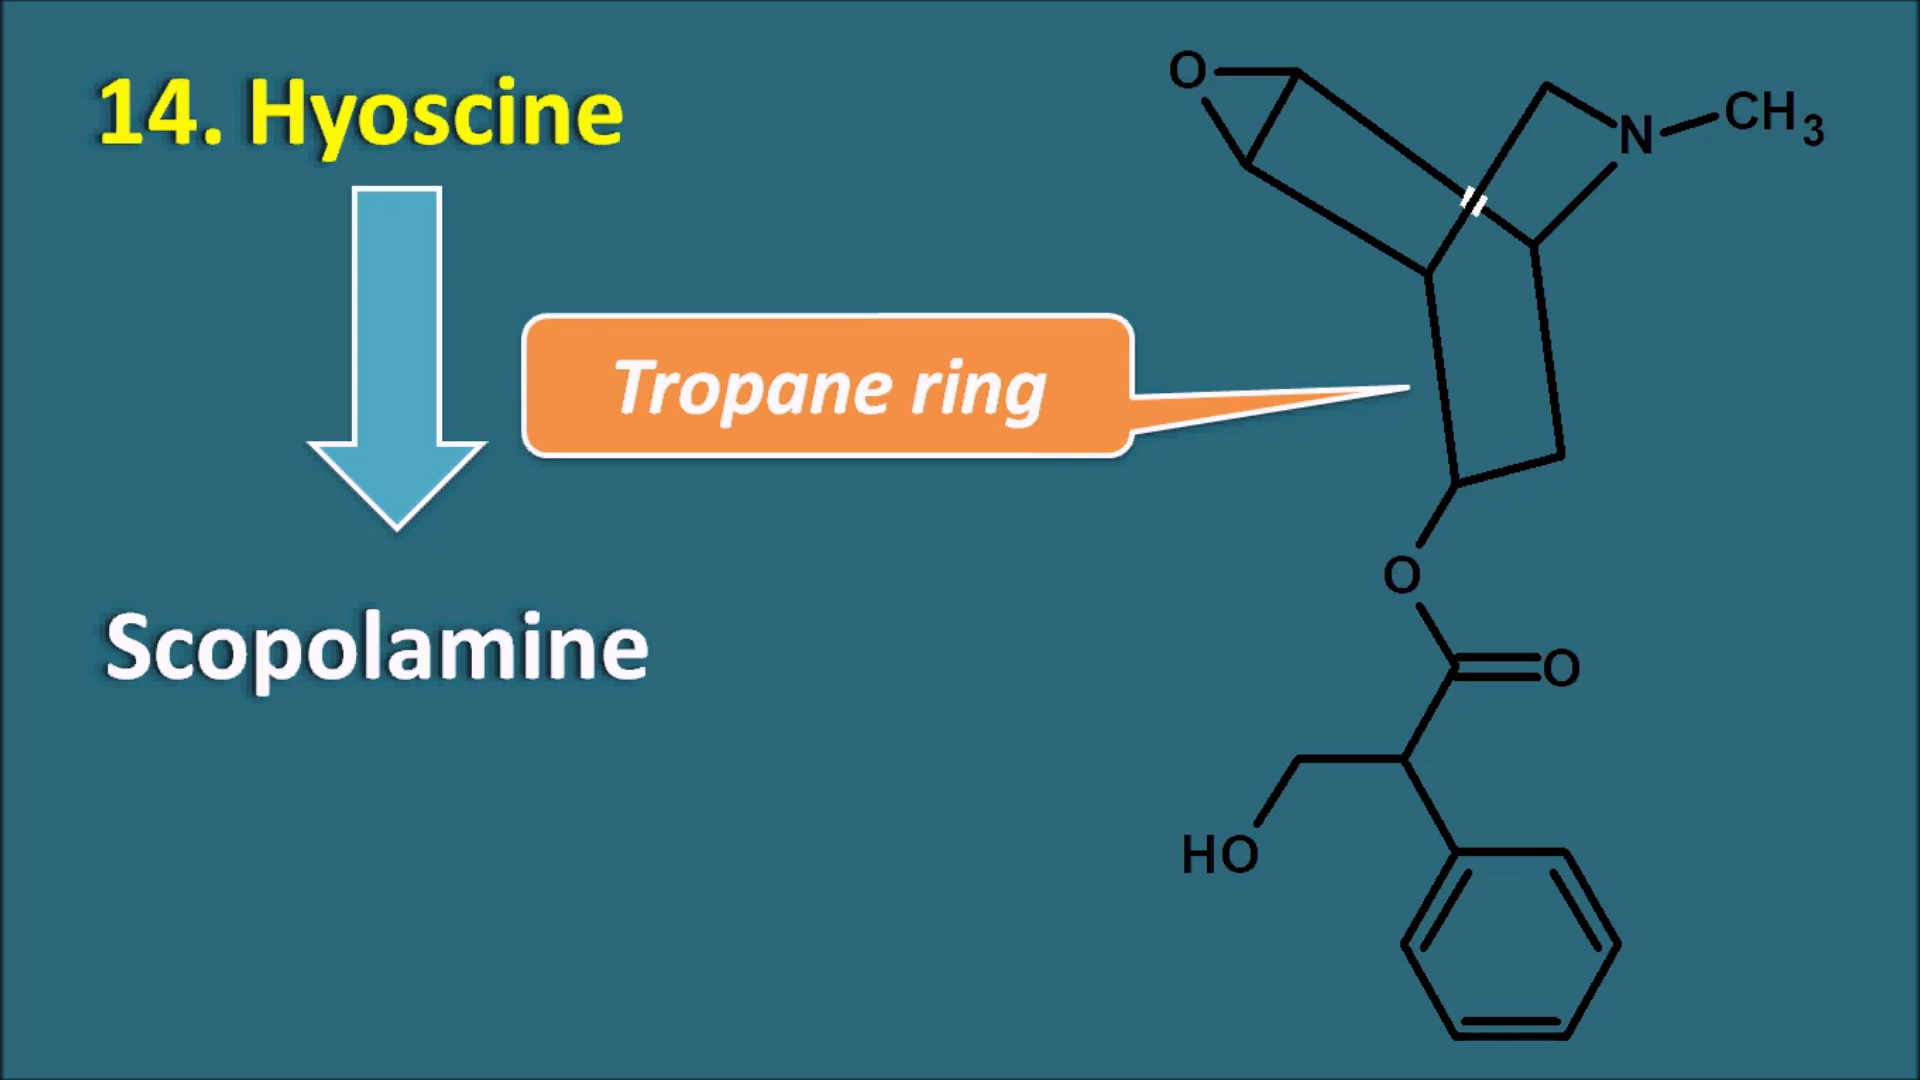 14. Hyoscine
Tropane ring
Scopolamine
O
N
CH3
O
O
HO